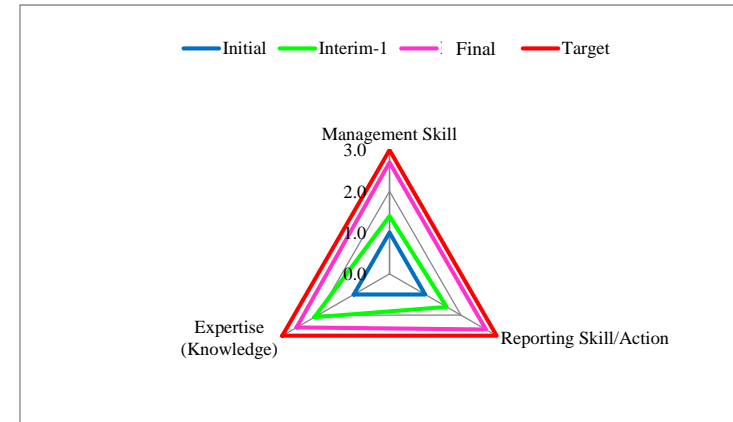 Initial Interim-1 Final Target
Management Skill
3.0
2.0
1.0
0.0
Expertise
(Knowledge)
Reporting Skill/Action